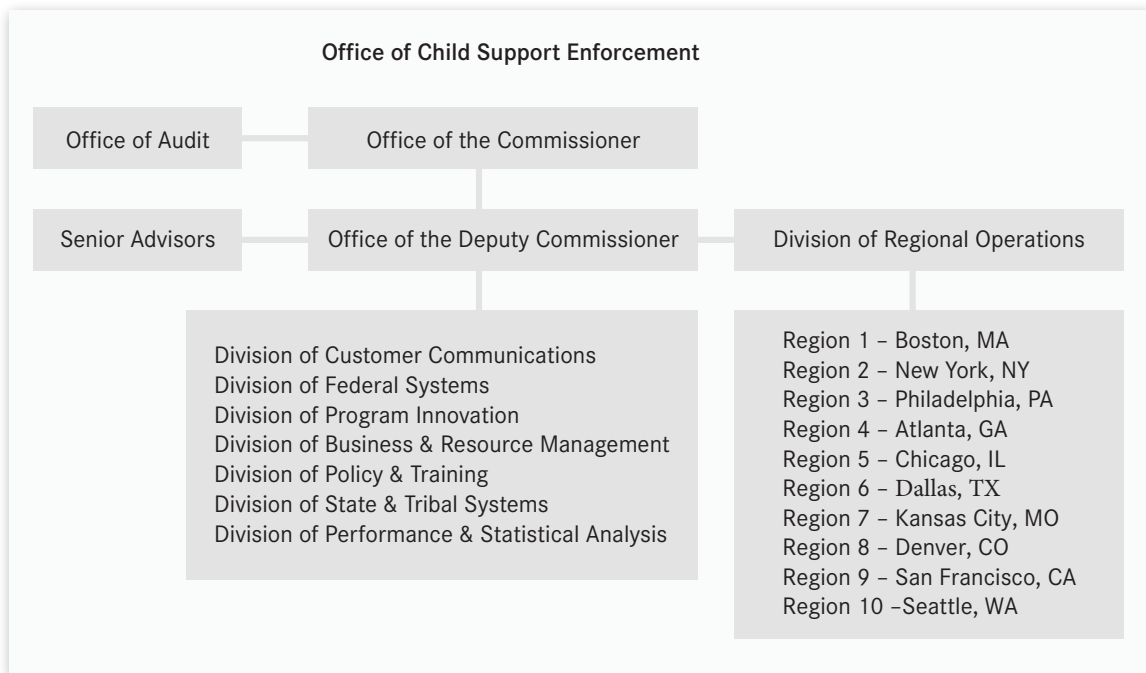 Office of Child Support Enforcement
Office of Audit
Office of the Commissioner
Senior Advisors
Office of the Deputy Commissioner
Division of Regional Operations
Division of Customer Communications
Division of Federal Systems
Division of Program Innovation
Division of Business & Resource Management
Division of Policy & Training
Division of State & Tribal Systems
Division of Performance & Statistical Analysis
Region 1 – Boston, MA
Region 2 – New York, NY
Region 3 – Philadelphia, PA
Region 4 – Atlanta, GA
Region 5 – Chicago, IL
Region 6 – Dallas, TX
Region 7 – Kansas City, MO
Region 8 – Denver, CO
Region 9 – San Francisco, CA
Region 10 –Seattle, WA